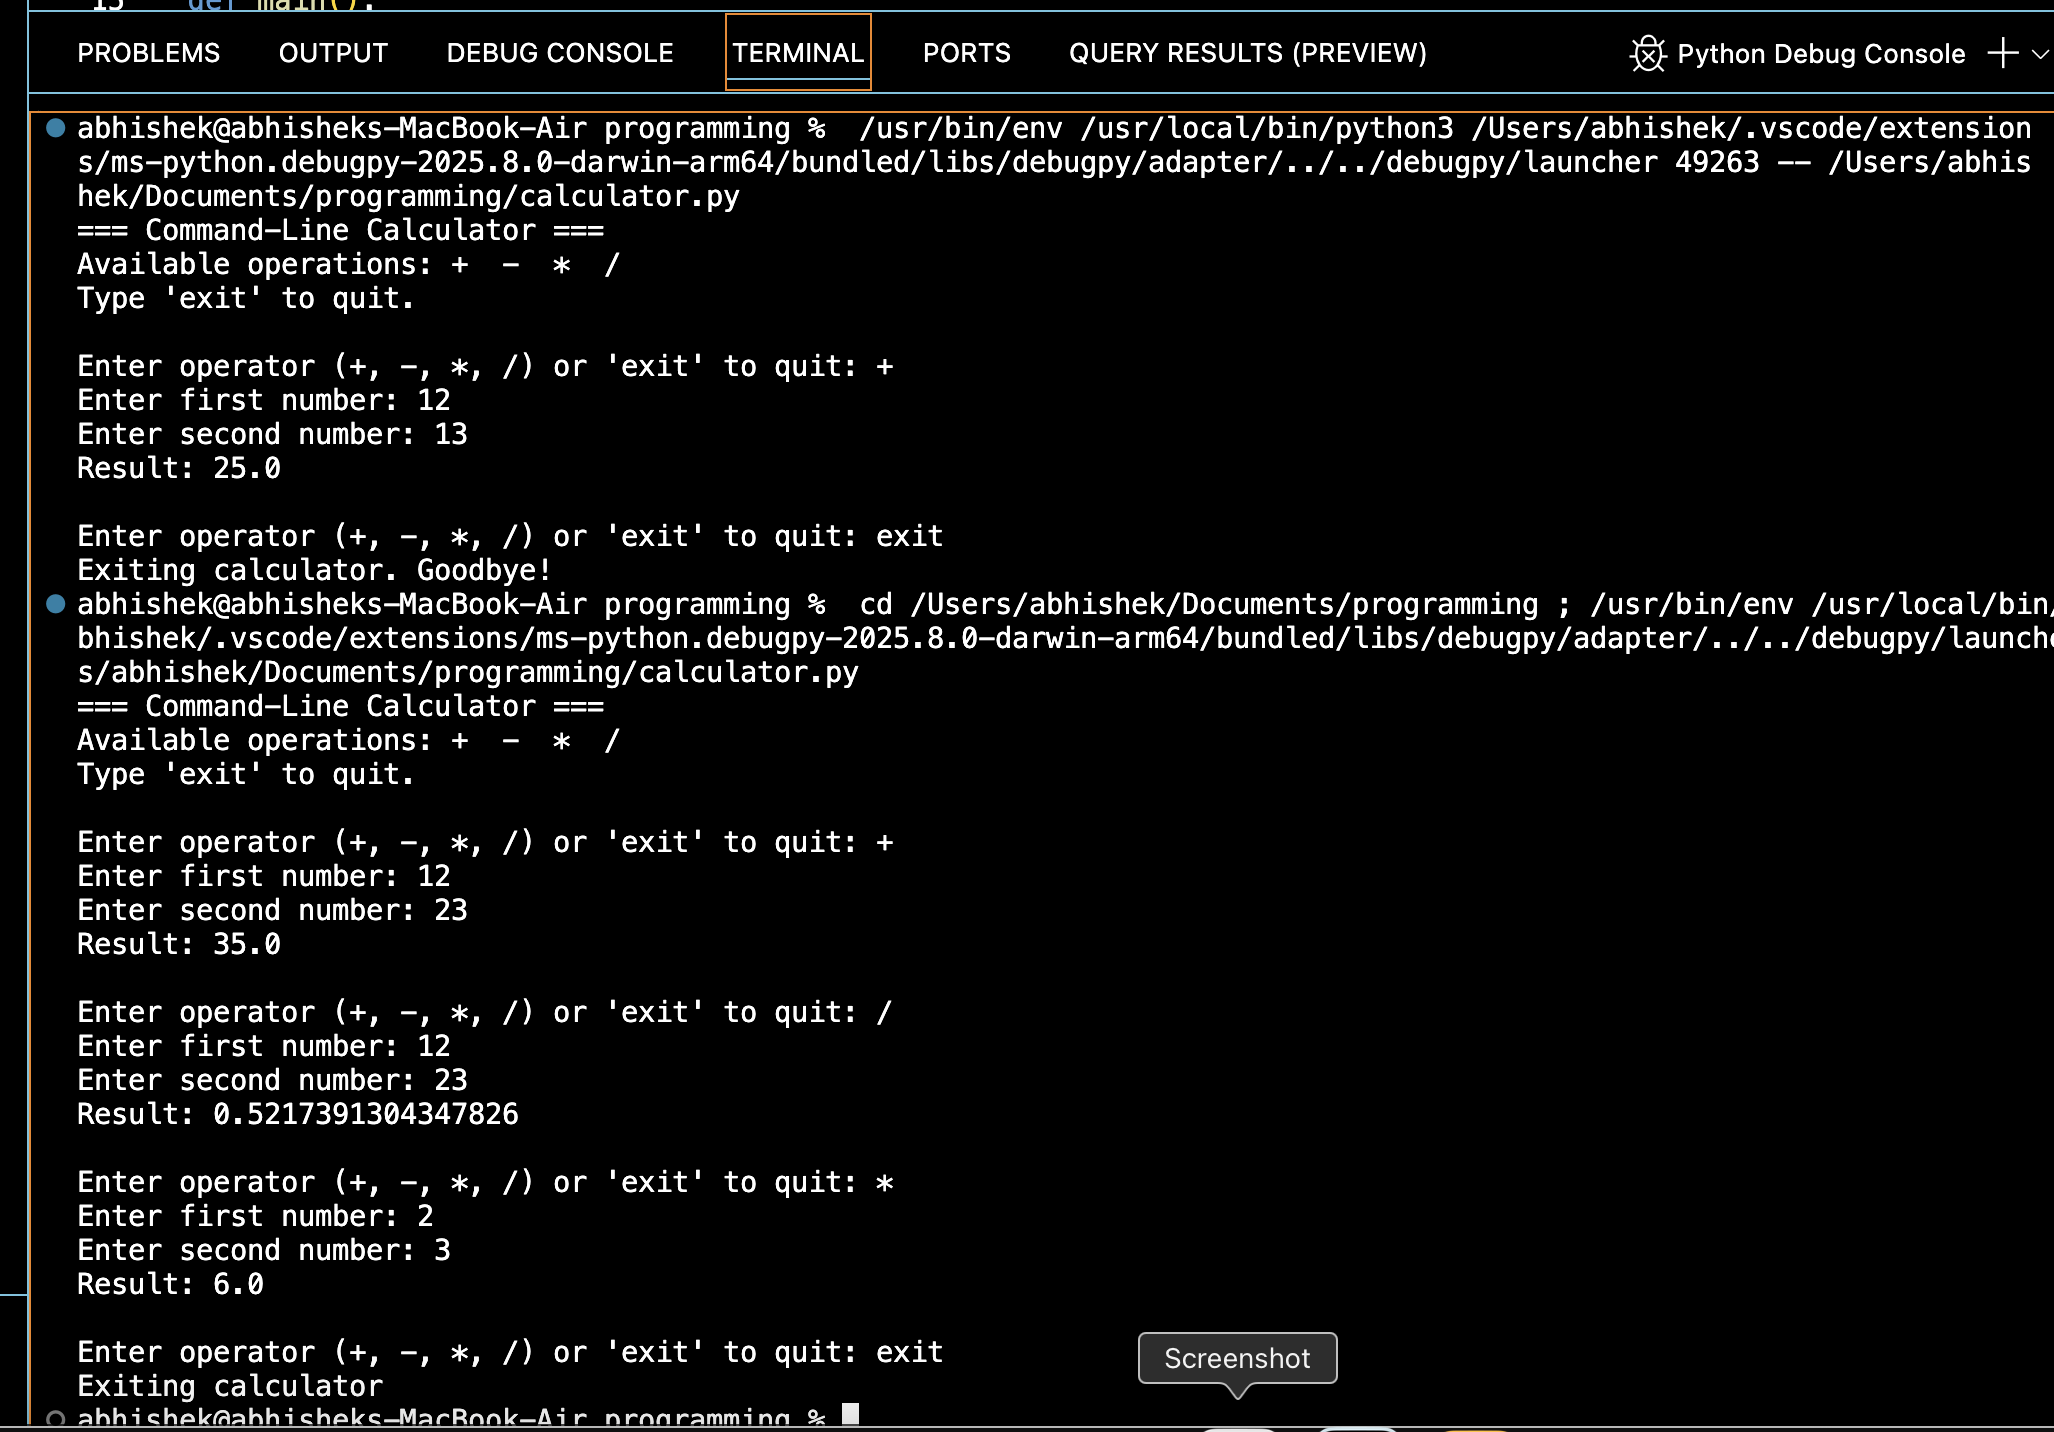 15 def main():
PROBLEMS OUTPUT DEBUG CONSOLE TERMINAL PORTS QUERY RESULTS (PREVIEW) Python Debug Console
abhishek@abhisheks-MacBook-Air programming %  /usr/bin/env /usr/local/bin/python3 /Users/abhishek/.vscode/extension
s/ms-python.debugpy-2025.8.0-darwin-arm64/bundled/libs/debugpy/adapter/../../debugpy/launcher 49263 -- /Users/abhis
hek/Documents/programming/calculator.py
=== Command-Line Calculator ===
Available operations: +  -  *  /
Type 'exit' to quit.
Enter operator (+, -, *, /) or 'exit' to quit: +
Enter first number: 12
Enter second number: 13
Result: 25.0
Enter operator (+, -, *, /) or 'exit' to quit: exit
Exiting calculator. Goodbye!
abhishek@abhisheks-MacBook-Air programming %  cd /Users/abhishek/Documents/programming ; /usr/bin/env /usr/local/bin/
bhishek/.vscode/extensions/ms-python.debugpy-2025.8.0-darwin-arm64/bundled/libs/debugpy/adapter/../../debugpy/launche
s/abhishek/Documents/programming/calculator.py
=== Command-Line Calculator ===
Available operations: +  -  *  /
Type 'exit' to quit.
Enter operator (+, -, *, /) or 'exit' to quit: +
Enter first number: 12
Enter second number: 23
Result: 35.0
Enter operator (+, -, *, /) or 'exit' to quit: /
Enter first number: 12
Enter second number: 23
Result: 0.5217391304347826
Enter operator (+, -, *, /) or 'exit' to quit: *
Enter first number: 2
Enter second number: 3
Result: 6.0
Enter operator (+, -, *, /) or 'exit' to quit: exit
Screenshot
Exiting calculator
abhishek@abhisheks-MacBook-Air programming %